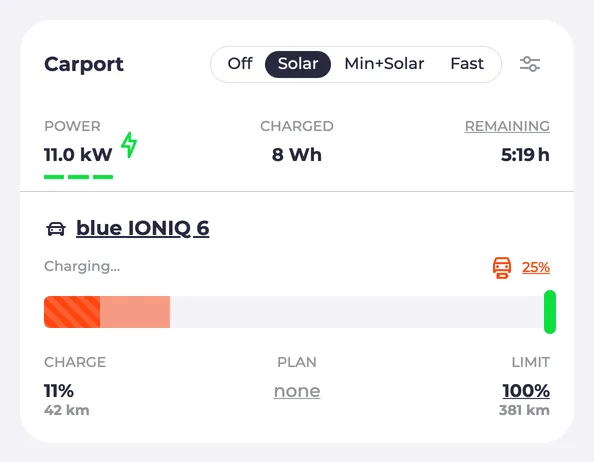 Carport
Off Solar Min+Solar Fast
POWER CHARGED REMAINING
11.0 kW 8 Wh 5:19 h
blue IONIQ 6
Charging... 25%
CHARGE PLAN LIMIT
11% none 100%
42 km 381 km